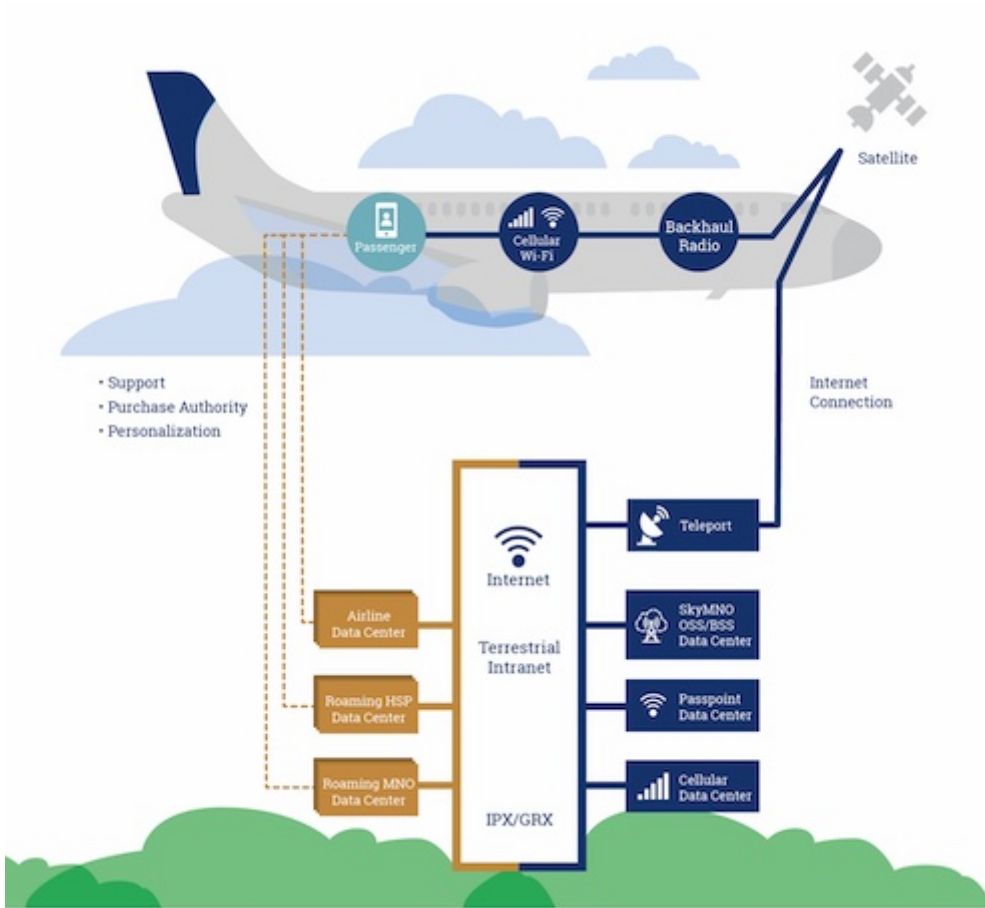 Satellite
Passenger
Cellular
Wi-Fi
Backhaul
Radio
• Support
• Purchase Authority
• Personalization
Internet
Connection
Internet
Terrestrial
Intranet
IPX/GRX
Airline
Data Center
Roaming HSP
Data Center
Roaming MNO
Data Center
Teleport
SkyMNO
OSS/BSS
Data Center
Passpoint
Data Center
Cellular
Data Center